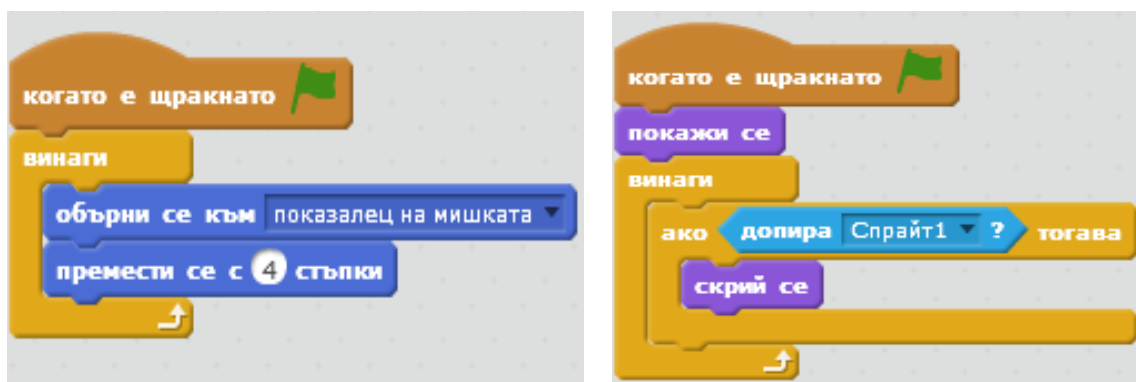 когато е щракнато
винаги
обърни се към показалец на мишката
премести се с 4 стъпки
когато е щракнато
покажи се
винаги
ако допира Спрайт1 ? тогава
скрий се